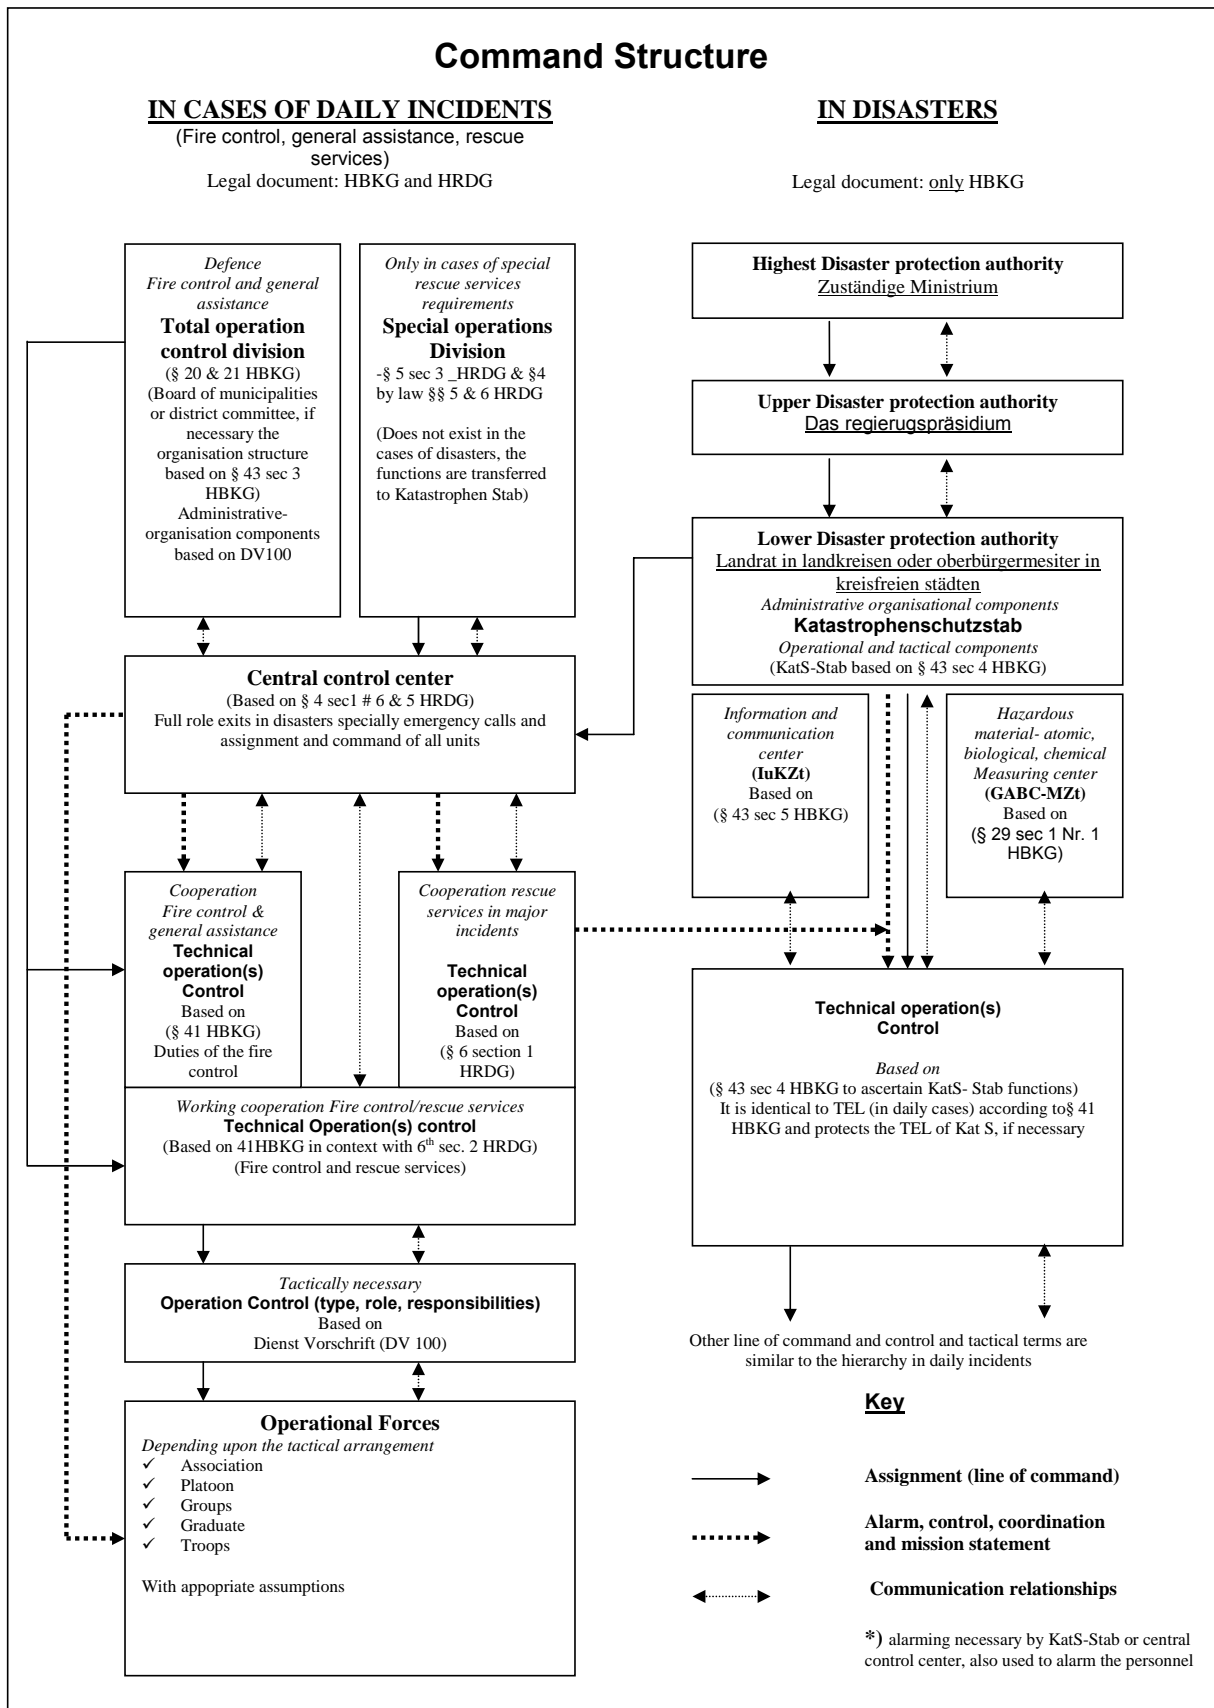 Command Structure
IN CASES OF DAILY INCIDENTS
(Fire control, general assistance, rescue
services)
Legal document: HBKG and HRDG
IN DISASTERS
Legal document: only HBKG
Defence
Fire control and general
assistance
Total operation
control division
(§ 20 & 21 HBKG)
(Board of municipalities
or district committee, if
necessary the
organisation structure
based on § 43 sec 3
HBKG)
Administrative-
organisation components
based on DV100
Only in cases of special
rescue services
requirements
Special operations
Division
-§ 5 sec 3 _HRDG & §4
by law §§ 5 & 6 HRDG
(Does not exist in the
cases of disasters, the
functions are transferred
to Katastrophen Stab)
Highest Disaster protection authority
Zuständige Ministrium
Upper Disaster protection authority
Das regierugspräsidium
Lower Disaster protection authority
Landrat in landkreisen oder oberbürgermesiter in
kreisfreien städten
Administrative organisational components
Katastrophenschutzstab
Operational and tactical components
(KatS-Stab based on § 43 sec 4 HBKG)
Central control center
(Based on § 4 sec1 # 6 & 5 HRDG)
Full role exits in disasters specially emergency calls and
assignment and command of all units
Information and
communication
center
(IuKZt)
Based on
(§ 43 sec 5 HBKG)
Hazardous
material- atomic,
biological, chemical
Measuring center
(GABC-MZt)
Based on
(§ 29 sec 1 Nr. 1
HBKG)
Cooperation
Fire control &
general assistance
Technical
operation(s)
Control
Based on
(§ 41 HBKG)
Duties of the fire
control
Cooperation rescue
services in major
incidents
Technical
operation(s)
Control
Based on
(§ 6 section 1
HRDG)
Technical operation(s)
Control
Based on
(§ 43 sec 4 HBKG to ascertain KatS- Stab functions)
It is identical to TEL (in daily cases) according to§ 41
HBKG and protects the TEL of Kat S, if necessary
Working cooperation Fire control/rescue services
Technical Operation(s) control
(Based on 41HBKG in context with 6th sec. 2 HRDG)
(Fire control and rescue services)
Tactically necessary
Operation Control (type, role, responsibilities)
Based on
Dienst Vorschrift (DV 100)
Other line of command and control and tactical terms are
similar to the hierarchy in daily incidents
Operational Forces
Depending upon the tactical arrangement
✓ Association
✓ Platoon
✓ Groups
✓ Graduate
✓ Troops
With appopriate assumptions
Key
Assignment (line of command)
Alarm, control, coordination
and mission statement
Communication relationships
*) alarming necessary by KatS-Stab or central
control center, also used to alarm the personnel